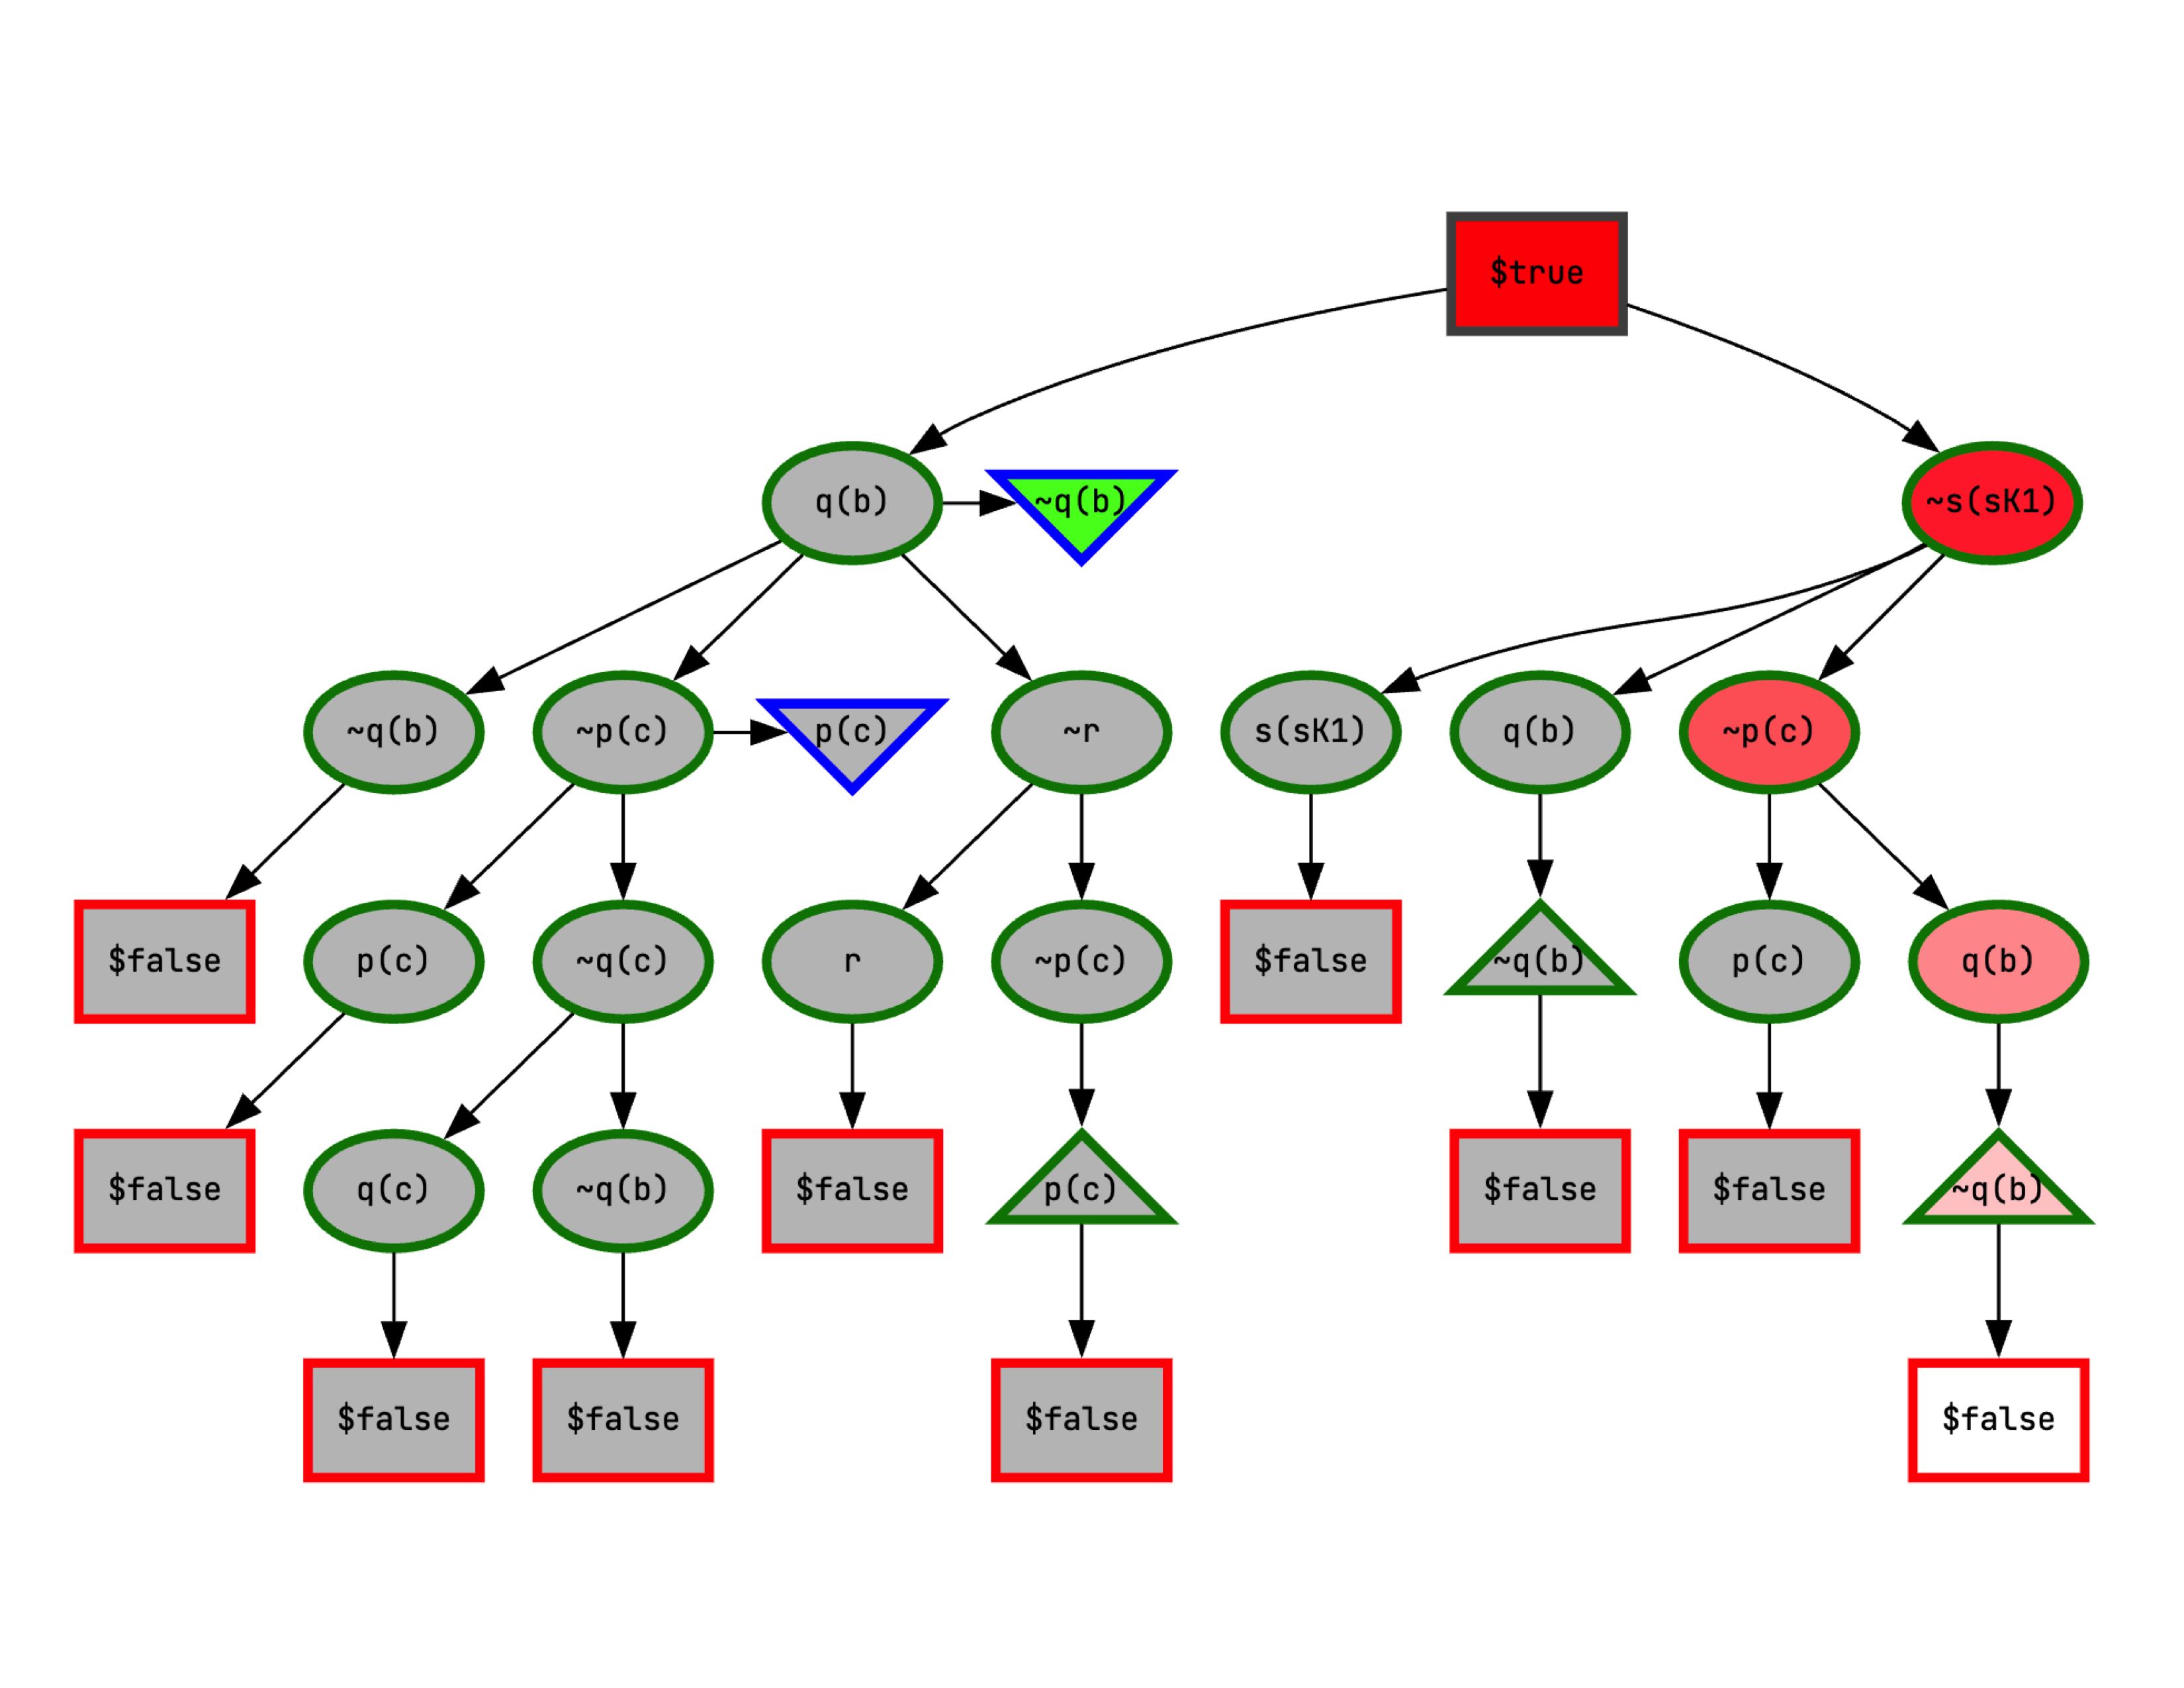 $true
q(b)
~q(b)
~s(sK1)
~q(b)
~p(c)
p(c)
~r
s(sK1)
q(b)
~p(c)
$false
p(c)
~q(c)
r
~p(c)
$false
~q(b)
p(c)
q(b)
$false
q(c)
~q(b)
$false
p(c)
$false
$false
~q(b)
$false
$false
$false
$false